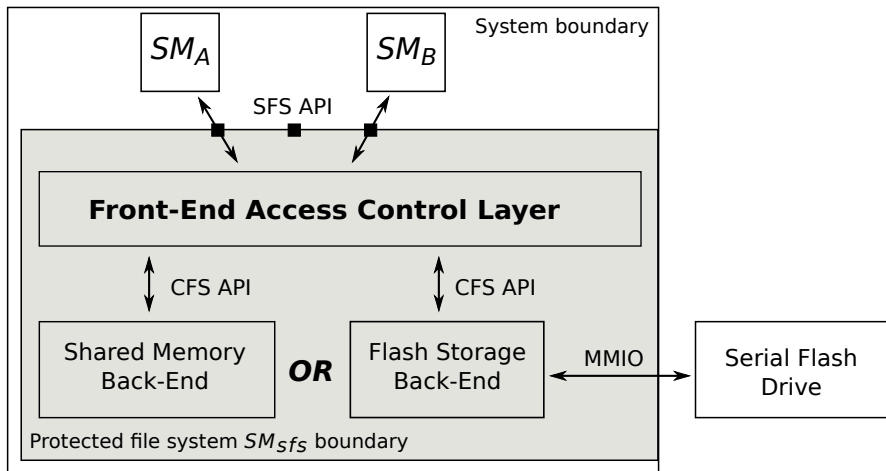 System boundary
SM_A
SM_B
SFS API
Front-End Access Control Layer
CFS API
CFS API
Shared Memory
Back-End
OR
Flash Storage
Back-End
MMIO
Serial Flash
Drive
Protected file system SM_sfs boundary